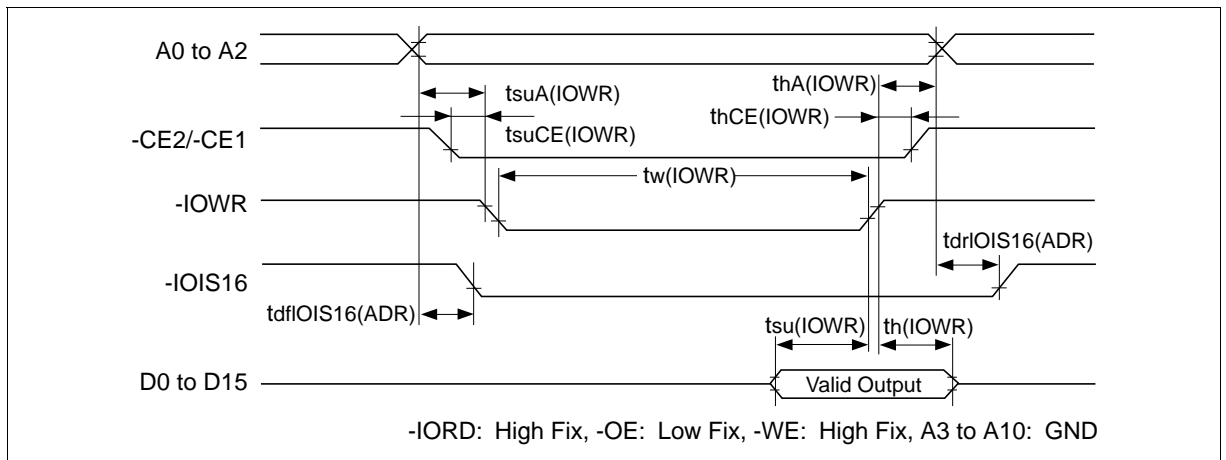 A0 to A2
tsuA(IOWR)
thA(IOWR)
-CE2/-CE1
tsuCE(IOWR)
thCE(IOWR)
tw(IOWR)
-IOWR
tdrIOIS16(ADR)
-IOIS16
tdfIOIS16(ADR)
tsu(IOWR)
th(IOWR)
D0 to D15
Valid Output
-IORD: High Fix, -OE: Low Fix, -WE: High Fix, A3 to A10: GND